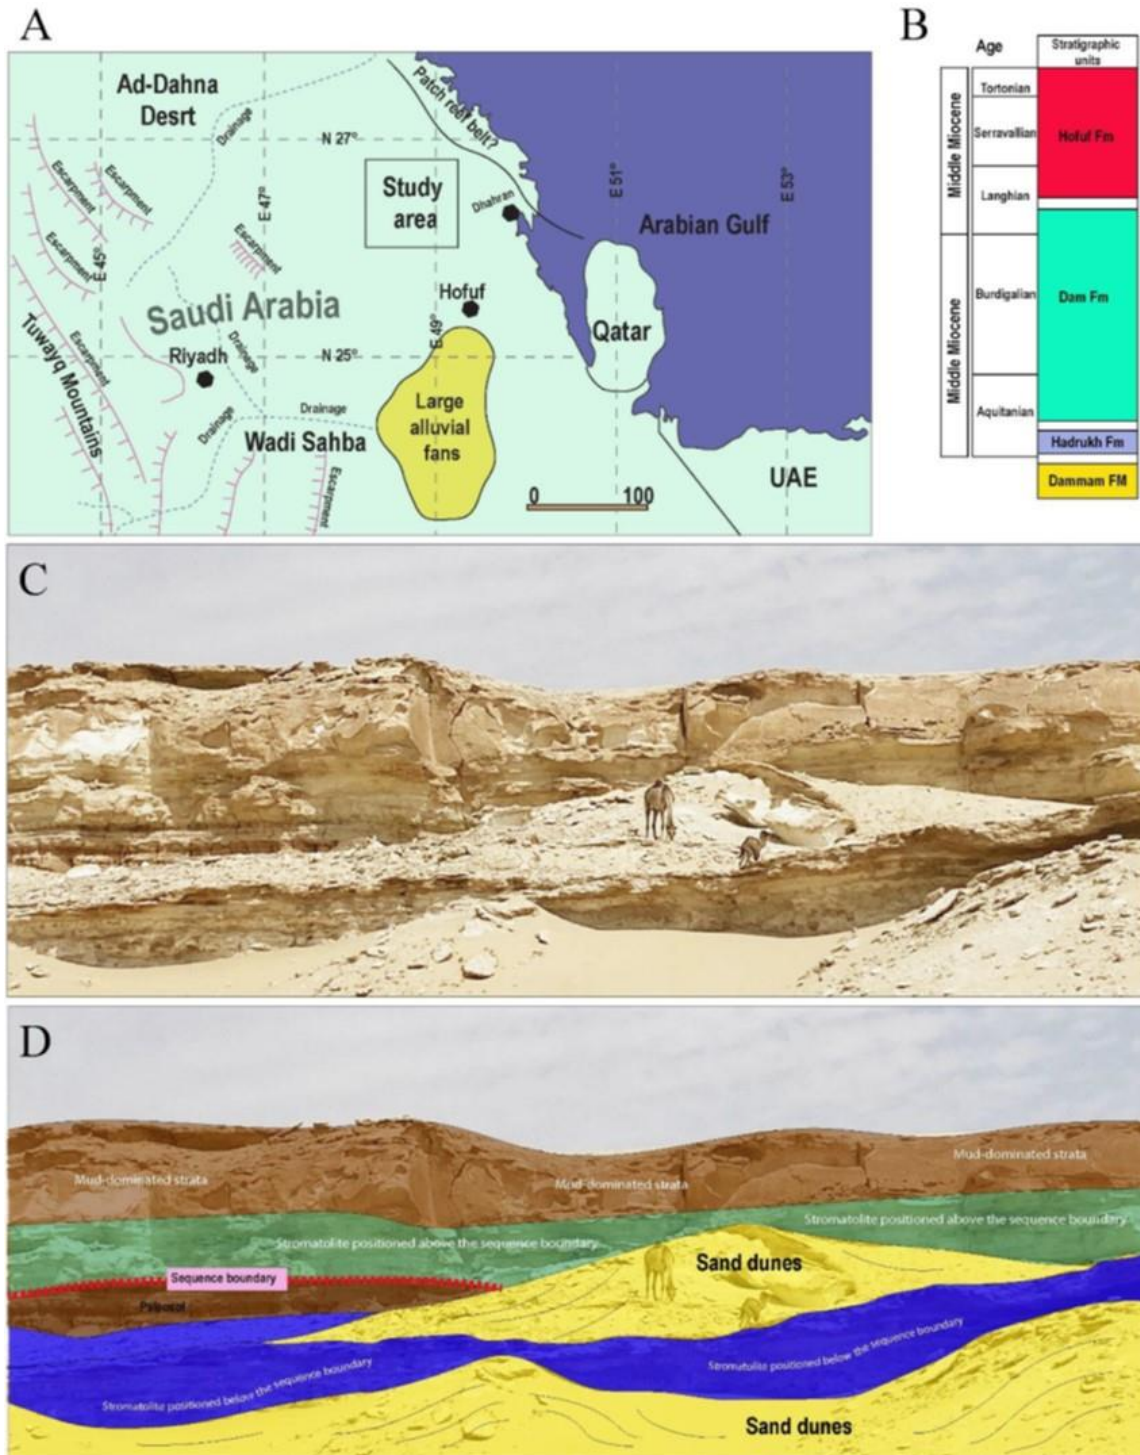 A
Ad-Dahna
Desrt
Drainage
Patch reef belt?
N 27°
Escarpment
Escarpment
Study
area
Dhahran
E 51°
E 53°
E 47°
Arabian Gulf
Escarpment
E 45°
Escarpment
Hofuf
Saudi Arabia
E 49°
Qatar
Tuwayq Mountains
Escarpment
Drainage
Riyadh
N 25°
Drainage
Drainage
Wadi Sahba
Large
alluvial
fans
Escarpment
0 100
UAE
B
Age
Stratigraphic
units
Middle Miocene
Tortonian
Serravallian
Langhian
Hofuf Fm
Middle Miocene
Burdigalian
Aquitanian
Dam Fm
Hadrukh Fm
Dammam FM
C
D
Mud-dominated strata
Mud-dominated strata
Mud-dominated strata
Stromatolite positioned above the sequence boundary
Stromatolite positioned above the sequence boundary
Sand dunes
Sequence boundary
Stromatolite positioned below the sequence boundary
Stromatolite positioned below the sequence boundary
Sand dunes